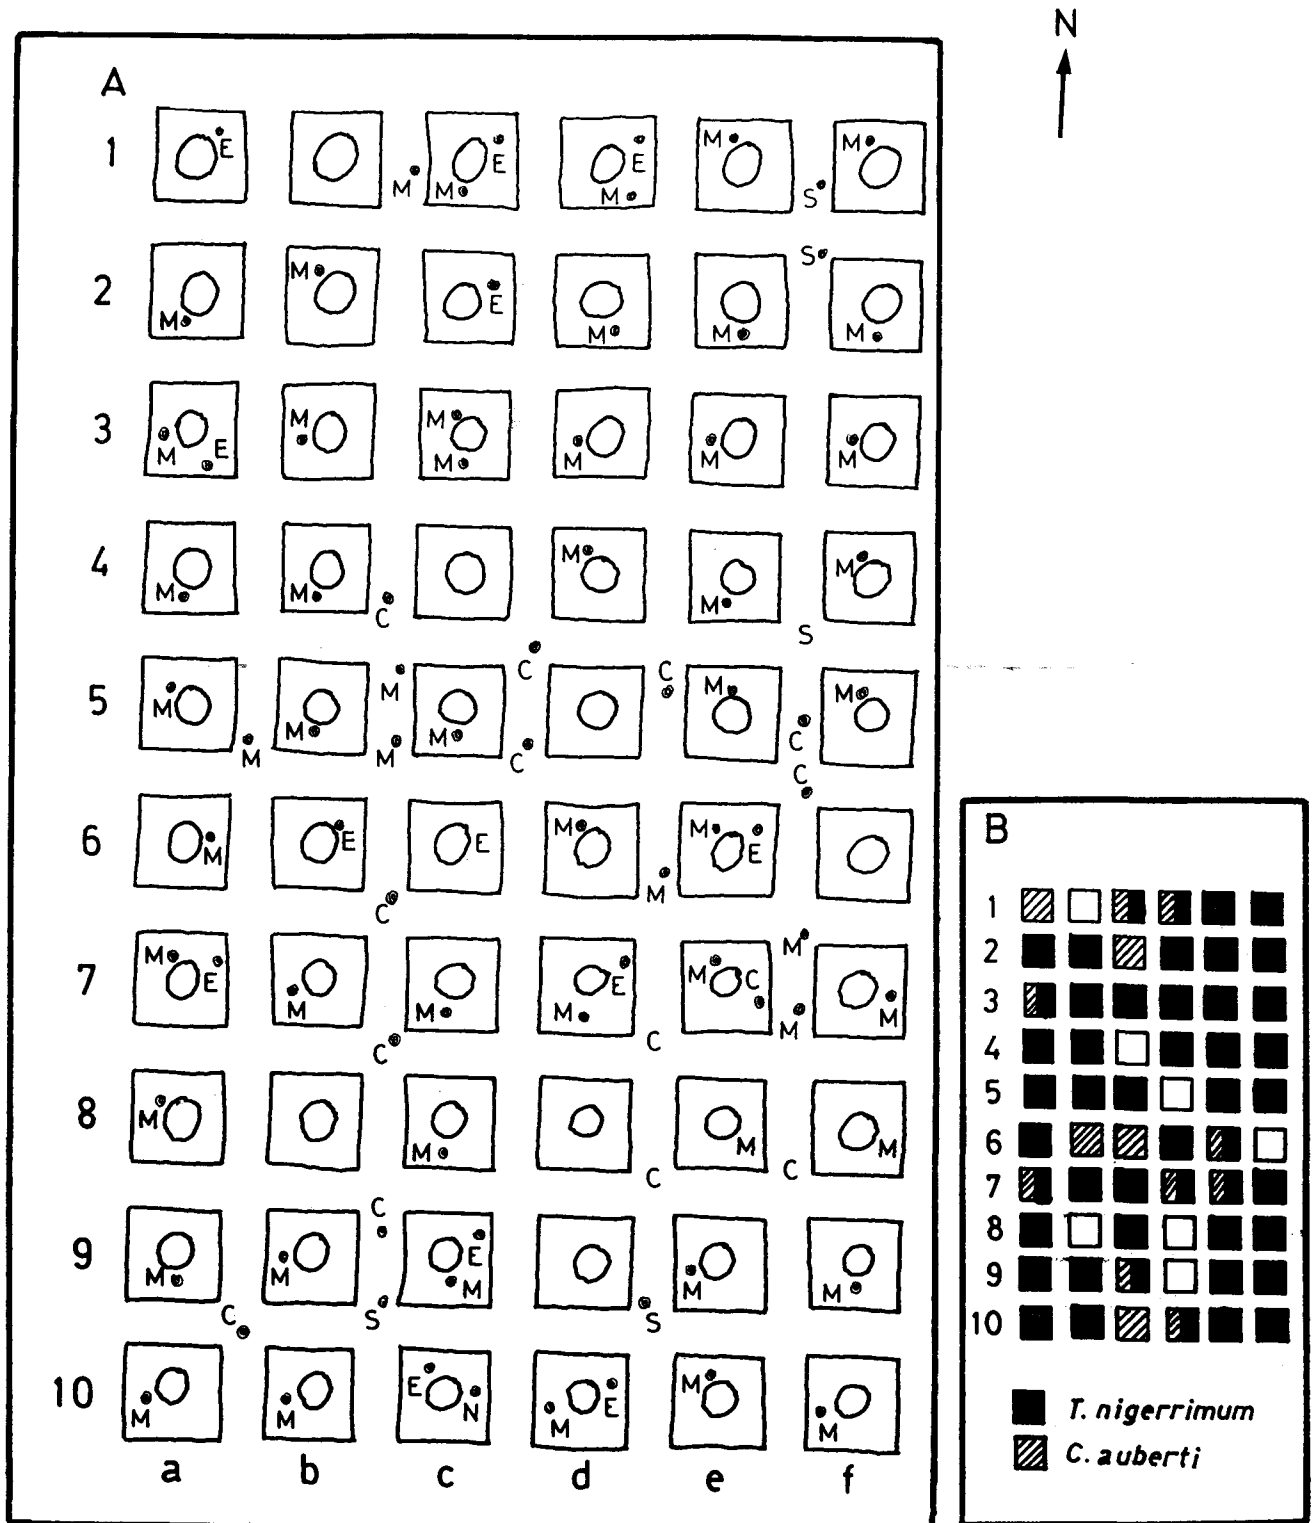 N
A
1 E M M E M E M M S M
2 M M E M M S M
3 M E M M M M M M
4 M M C M M M S
5 M M M M M M C C C M C M
6 M E C E M M M E
7 M E M C M M E C M C M M M
8 M M C M C M
9 M C M C S E M S M M
10 M M E N M E M M
a b c d e f
B
1
2
3
4
5
6
7
8
9
10
T. nigerrimum
C. auberti